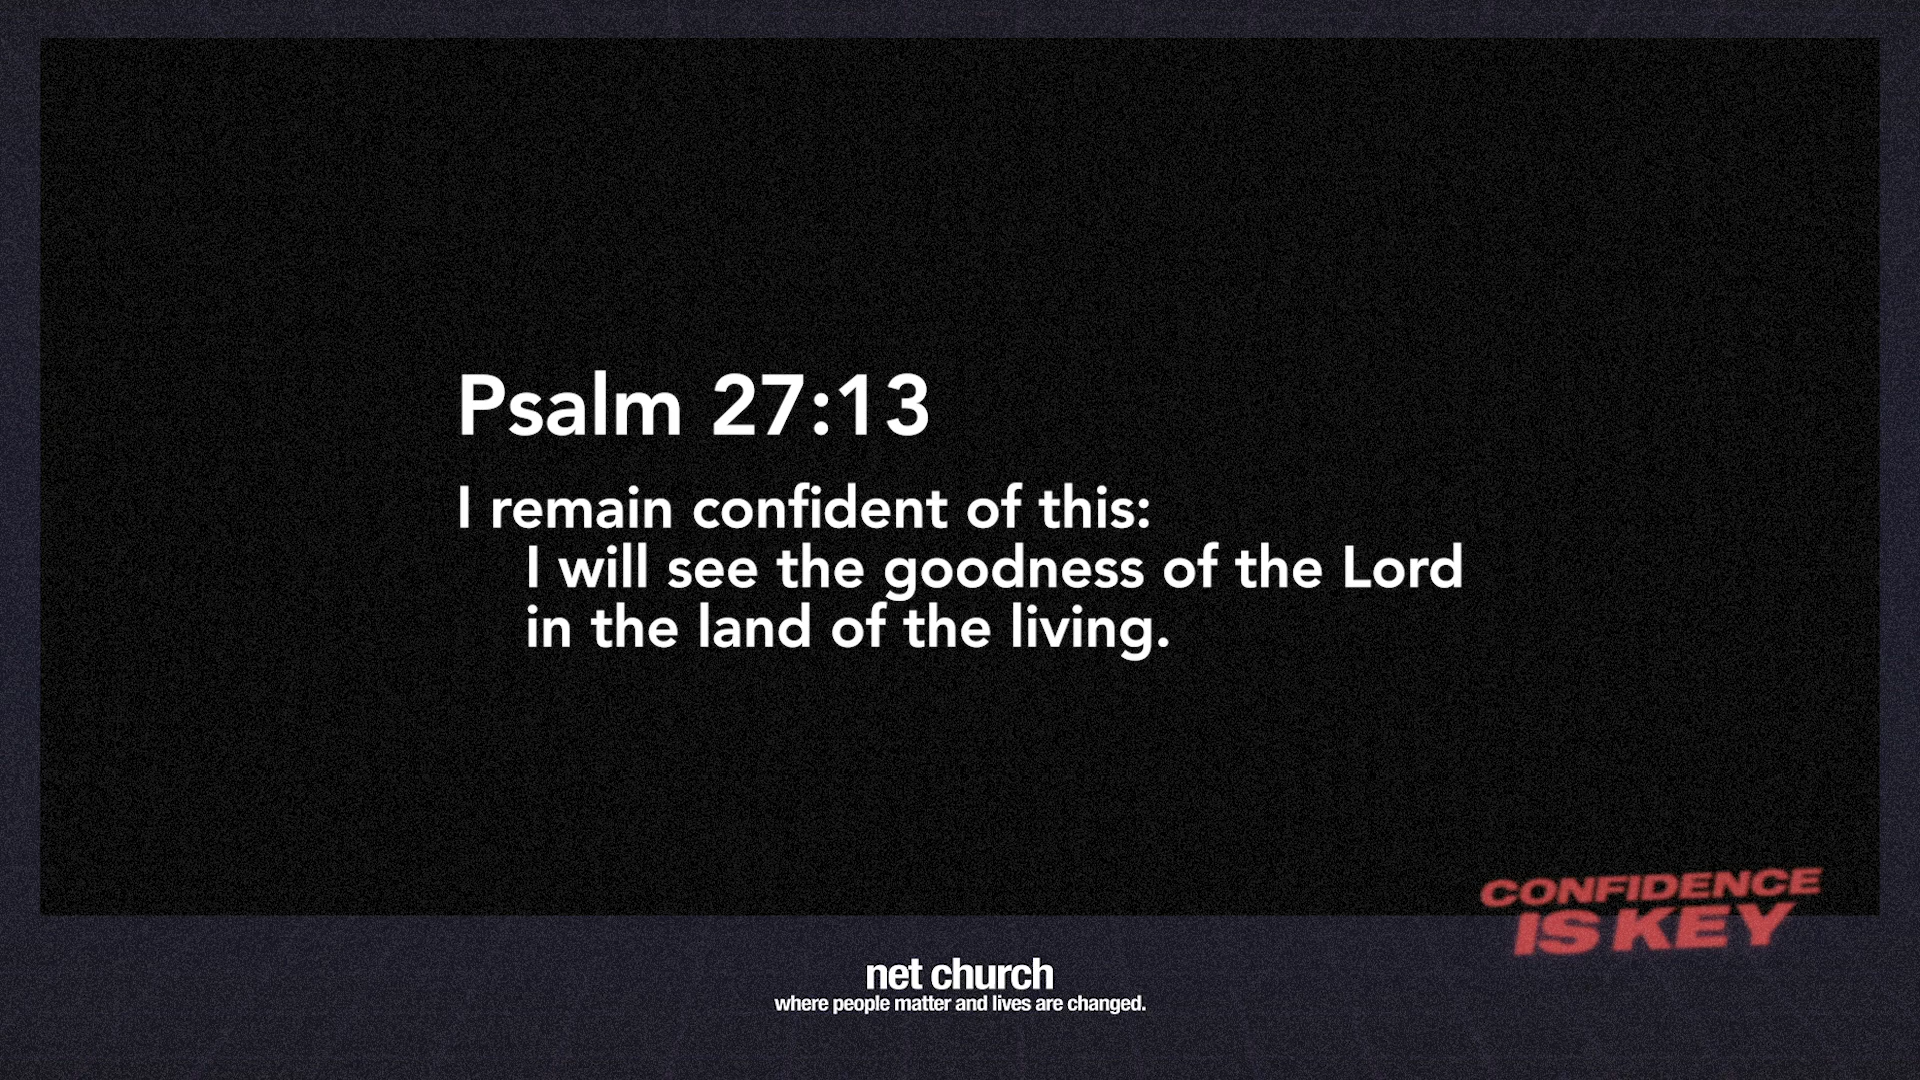 Psalm 27:13
I remain confident of this:
I will see the goodness of the Lord
in the land of the living.
CONFIDENCE
IS KEY
net church
where people matter and lives are changed.